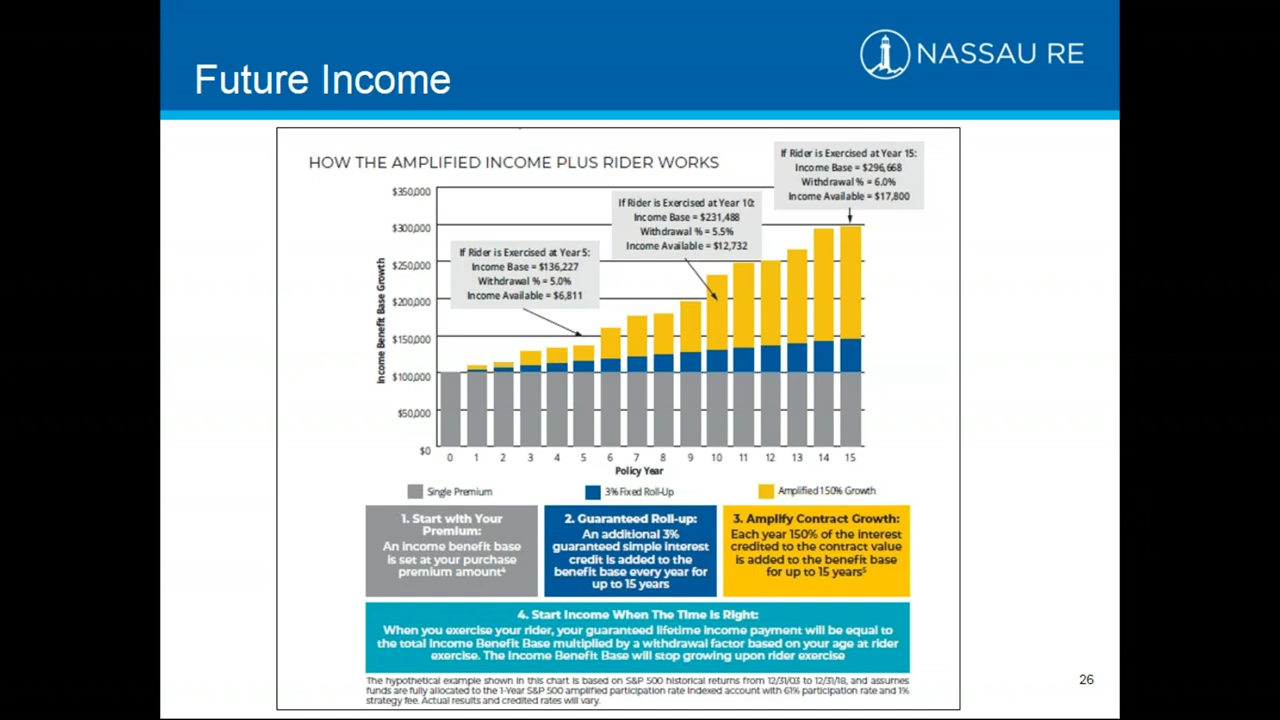 Future Income
NASSAU RE
HOW THE AMPLIFIED INCOME PLUS RIDER WORKS
If Rider is Exercised at Year 15:
Income Base = $296,668
Withdrawal % = 6.0%
Income Available = $17,800
If Rider is Exercised at Year 10:
Income Base = $231,488
Withdrawal % = 5.5%
Income Available = $12,732
If Rider is Exercised at Year 5:
Income Base = $136,227
Withdrawal % = 5.0%
Income Available = $6,811
Income Benefit Base Growth
$350,000
$300,000
$250,000
$200,000
$150,000
$100,000
$50,000
$0
0 1 2 3 4 5 6 7 8 9 10 11 12 13 14 15
Policy Year
Single Premium
3% Fixed Roll-Up
Amplified 150% Growth
1. Start with Your
Premium:
An income benefit base
is set at your purchase
premium amount⁴
2. Guaranteed Roll-up:
An additional 3%
guaranteed simple interest
credit is added to the
benefit base every year for
up to 15 years
3. Amplify Contract Growth:
Each year 150% of the interest
credited to the contract value
is added to the benefit base
for up to 15 years⁵
4. Start Income When The Time is Right:
When you exercise your rider, your guaranteed lifetime income payment will be equal to
the total Income Benefit Base multiplied by a withdrawal factor based on your age at rider
exercise. The Income Benefit Base will stop growing upon rider exercise
The hypothetical example shown in this chart is based on S&P 500 historical returns from 12/31/03 to 12/31/18, and assumes
funds are fully allocated to the 1-Year S&P 500 amplified participation rate indexed account with 61% participation rate and 1%
strategy fee. Actual results and credited rates will vary.
26